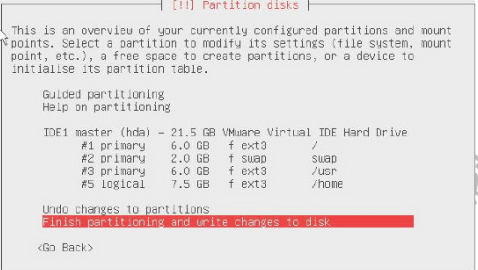 [!!] Partition disks
This is an overview of your currently configured partitions and mount
points. Select a partition to modify its settings (file system, mount
point, etc.), a free space to create partitions, or a device to
initialise its partition table.
Guided partitioning
Help on partitioning
IDE1 master (hda) - 21.5 GB VMware Virtual IDE Hard Drive
#1 primary 6.0 GB f ext3 /
#2 primary 2.0 GB f swap swap
#3 primary 6.0 GB f ext3 /usr
#5 logical 7.5 GB f ext3 /home
Undo changes to partitions
Finish partitioning and write changes to disk
<Go Back>